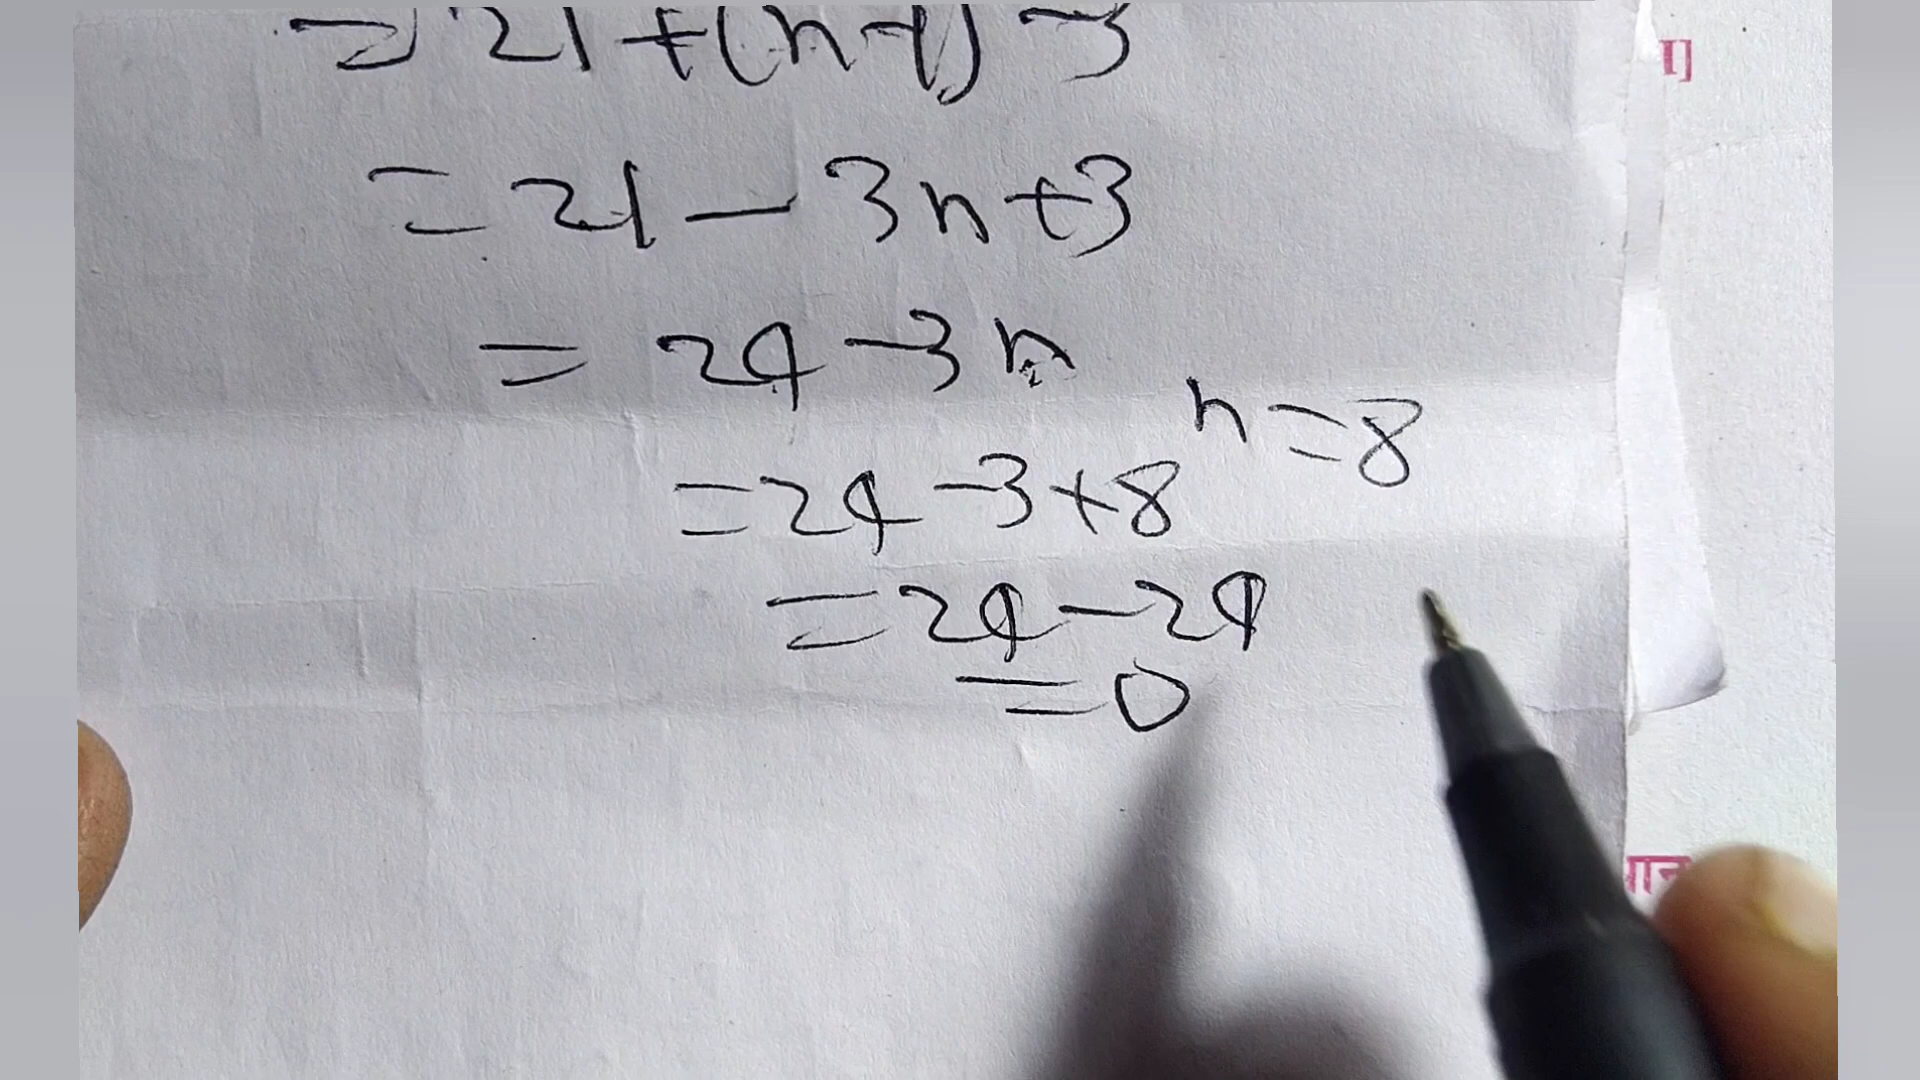 = 21 + (n-1) -3
I]
= 21 - 3n + 3
= 24 - 3n
n = 8
= 24 - 3 + 8
= 24 - 24
= 0